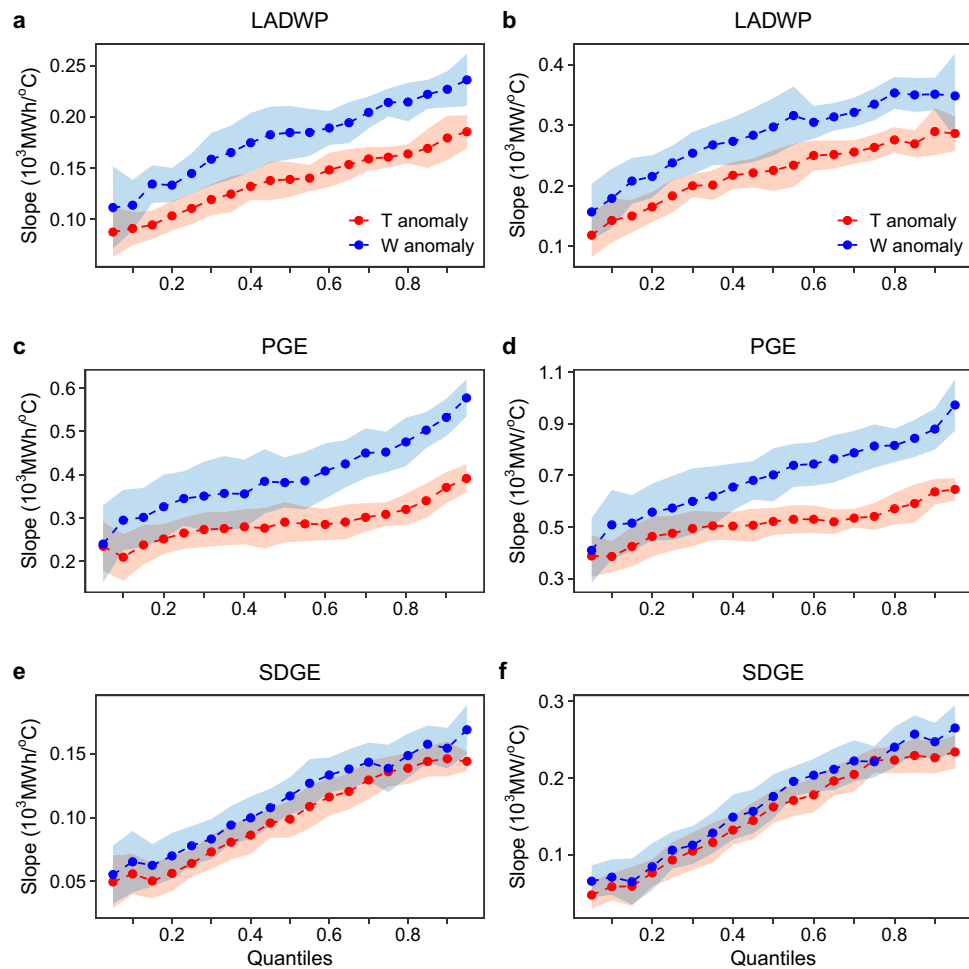 a LADWP
Slope (10³MWh/°C)
0.25
0.20
0.15
0.10
T anomaly
W anomaly
0.2 0.4 0.6 0.8
b LADWP
Slope (10³MW/°C)
0.4
0.3
0.2
0.1
T anomaly
W anomaly
0.2 0.4 0.6 0.8
c PGE
Slope (10³MWh/°C)
0.6
0.5
0.4
0.3
0.2
0.2 0.4 0.6 0.8
d PGE
Slope (10³MW/°C)
1.1
0.9
0.7
0.5
0.3
0.2 0.4 0.6 0.8
e SDGE
Slope (10³MWh/°C)
0.15
0.10
0.05
0.2 0.4 0.6 0.8
Quantiles
f SDGE
Slope (10³MW/°C)
0.3
0.2
0.1
0.2 0.4 0.6 0.8
Quantiles